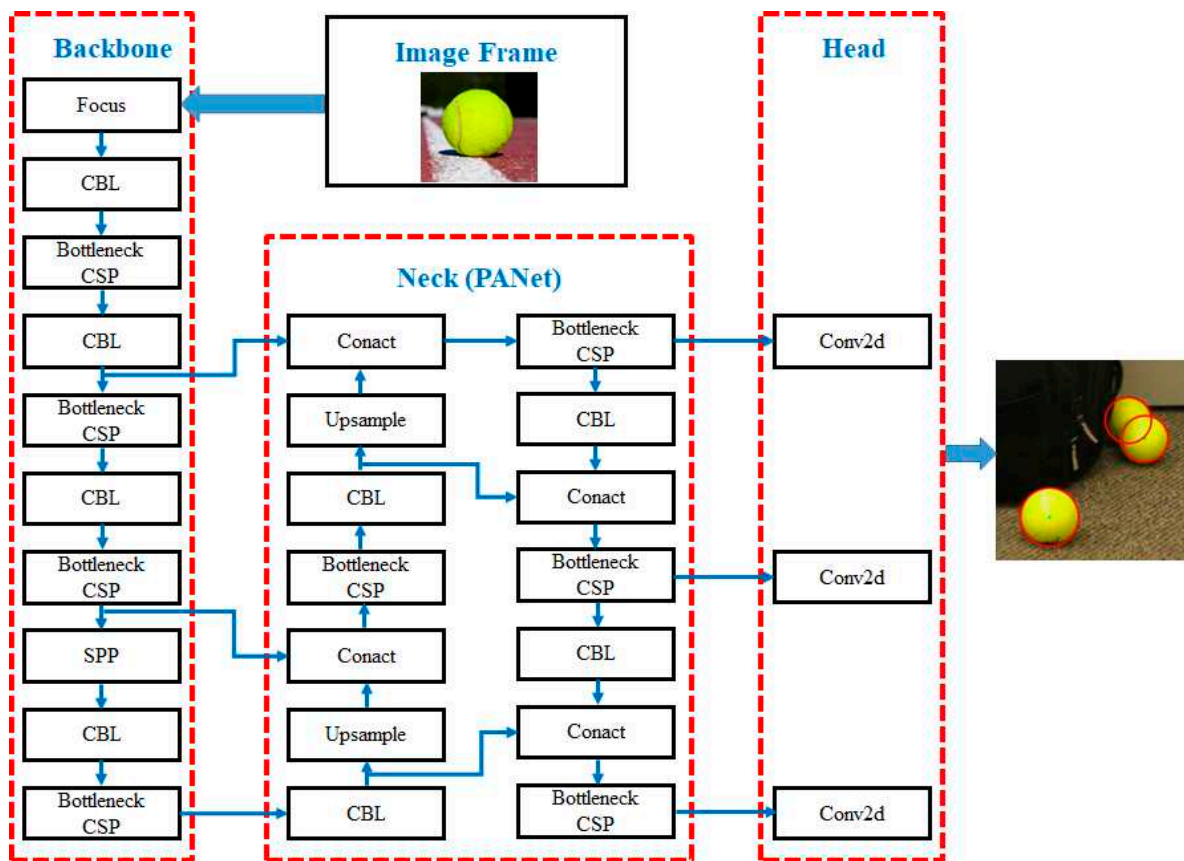 Backbone
Focus
CBL
Bottleneck
CSP
CBL
Bottleneck
CSP
CBL
Bottleneck
CSP
SPP
CBL
Bottleneck
CSP
Image Frame
Neck (PANet)
Conact
Upsample
CBL
Bottleneck
CSP
Conact
Upsample
CBL
Bottleneck
CSP
CBL
Conact
Bottleneck
CSP
CBL
Conact
Bottleneck
CSP
Head
Conv2d
Conv2d
Conv2d